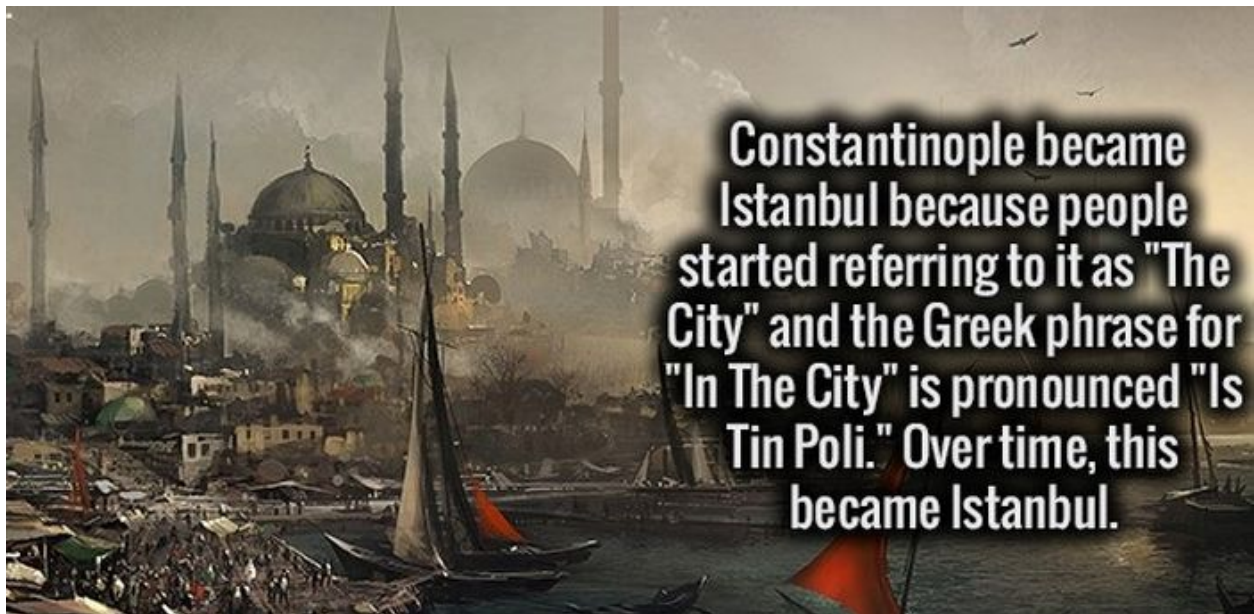 Constantinople became
Istanbul because people
started referring to it as "The
City" and the Greek phrase for
"In The City" is pronounced "Is
Tin Poli." Over time, this
became Istanbul.